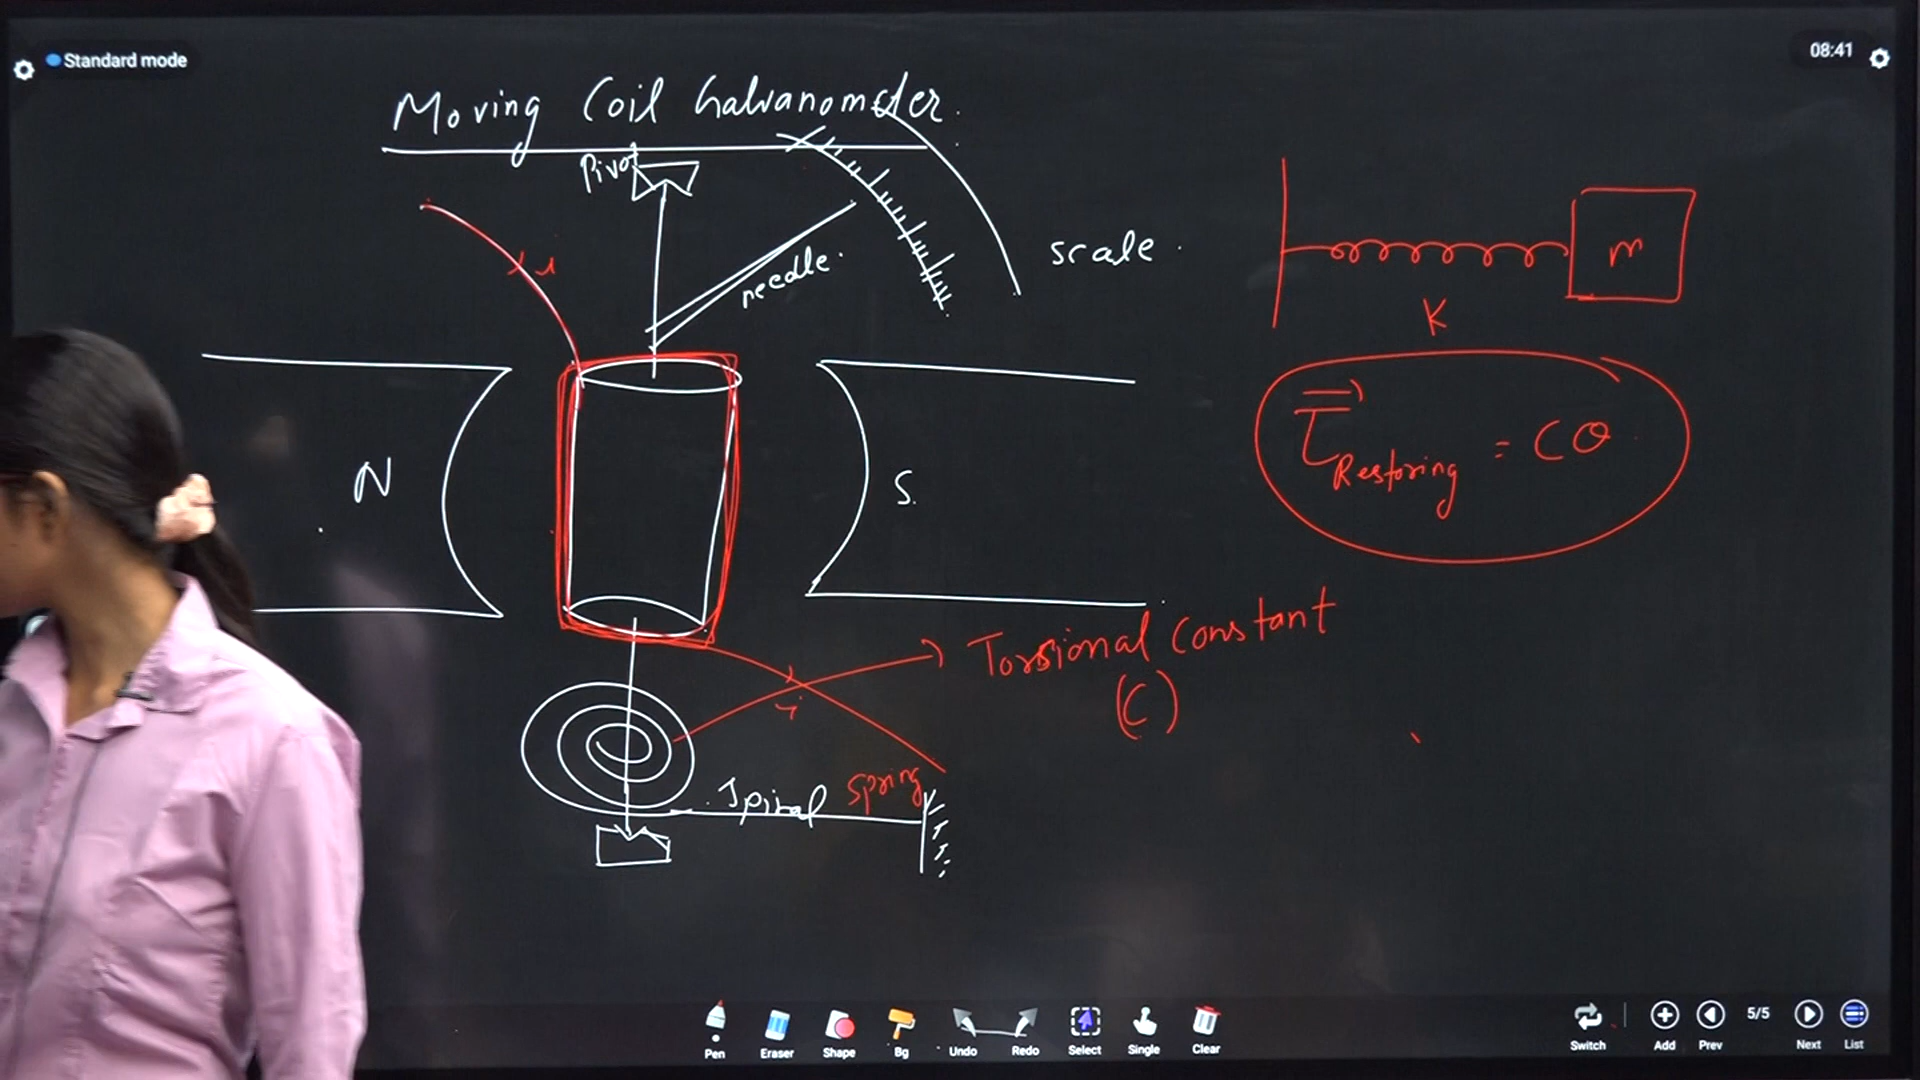 Standard mode
08:41
Moving Coil Galvanometer.
Pivot
needle.
scale.
m
K
N
S.
τ Restoring = Cθ
Torsional Constant
(C)
Spiral spring
Pen
Eraser
Shape
Bg
Undo
Redo
Select
Single
Clear
Switch
Add
Prev
5/5
Next
List